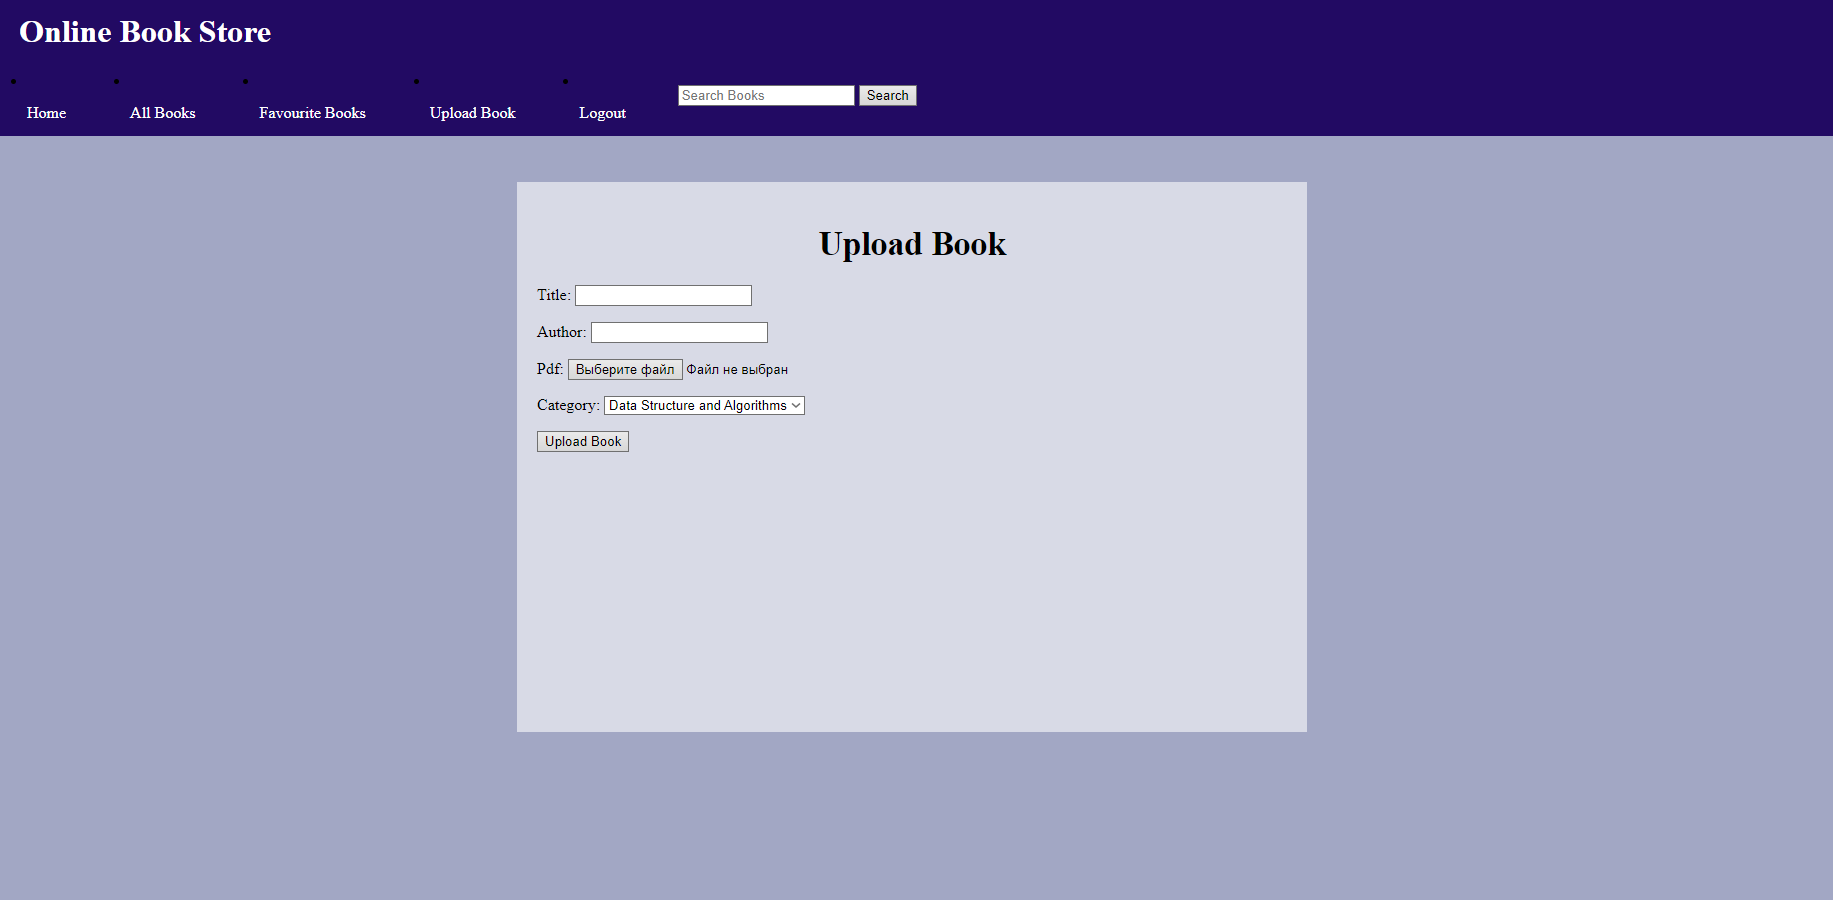 Online Book Store
Home All Books Favourite Books Upload Book Logout Search Books Search
Upload Book
Title:
Author:
Pdf: Выберите файл Файл не выбран
Category: Data Structure and Algorithms
Upload Book